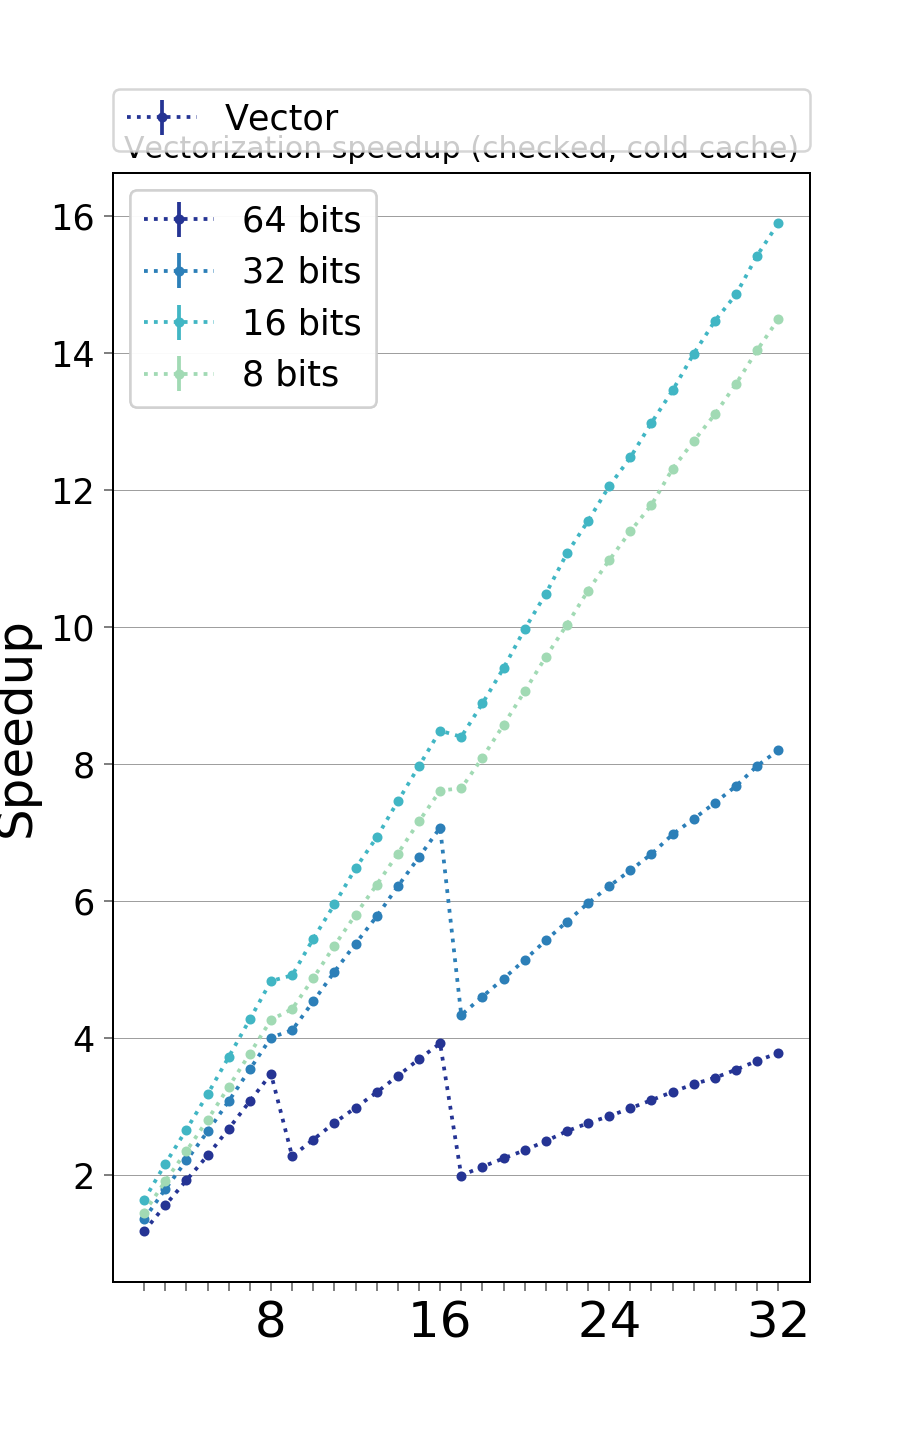 Vector
Vectorization speedup (checked, cold cache)
64 bits
32 bits
16 bits
8 bits
16
14
12
10
8
6
4
2
Speedup
8 16 24 32